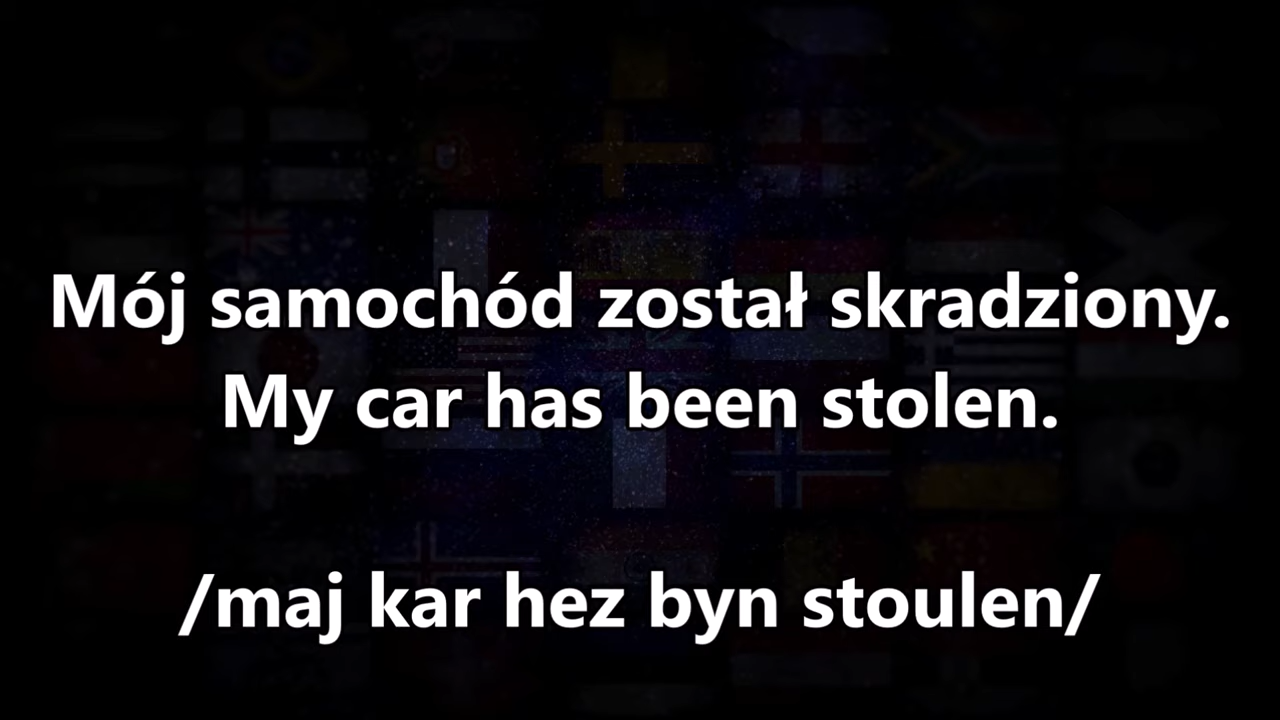 Mój samochód został skradziony.
My car has been stolen.
/maj kar hez byn stoulen/